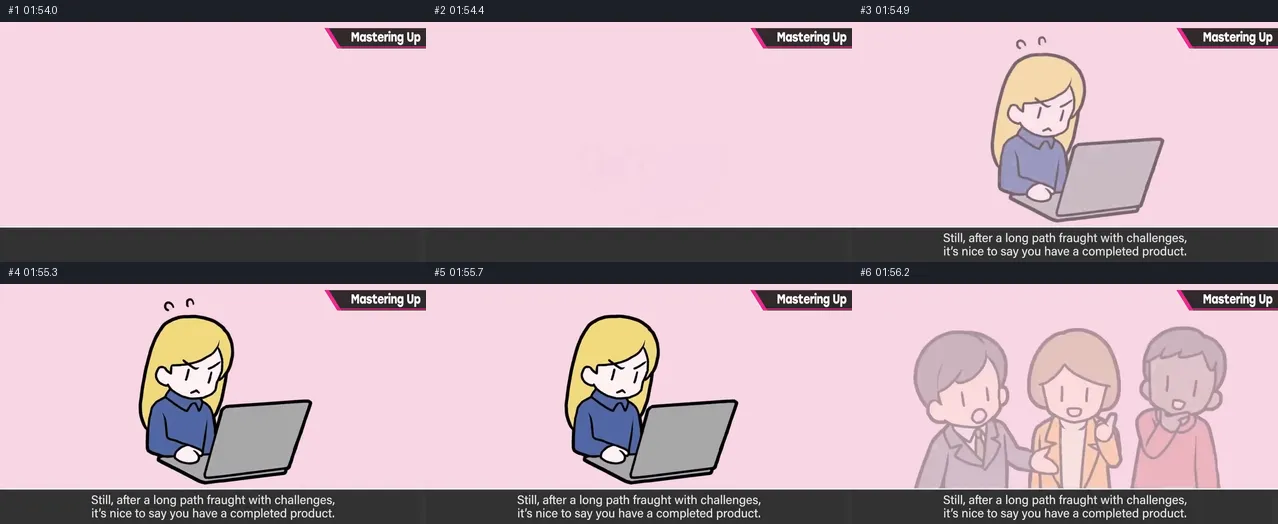 #1 01:54.0
Mastering Up
#2 01:54.4
Mastering Up
#3 01:54.9
Mastering Up
Still, after a long path fraught with challenges,
it's nice to say you have a completed product.
#4 01:55.3
Mastering Up
Still, after a long path fraught with challenges,
it's nice to say you have a completed product.
#5 01:55.7
Mastering Up
Still, after a long path fraught with challenges,
it's nice to say you have a completed product.
#6 01:56.2
Mastering Up
Still, after a long path fraught with challenges,
it's nice to say you have a completed product.